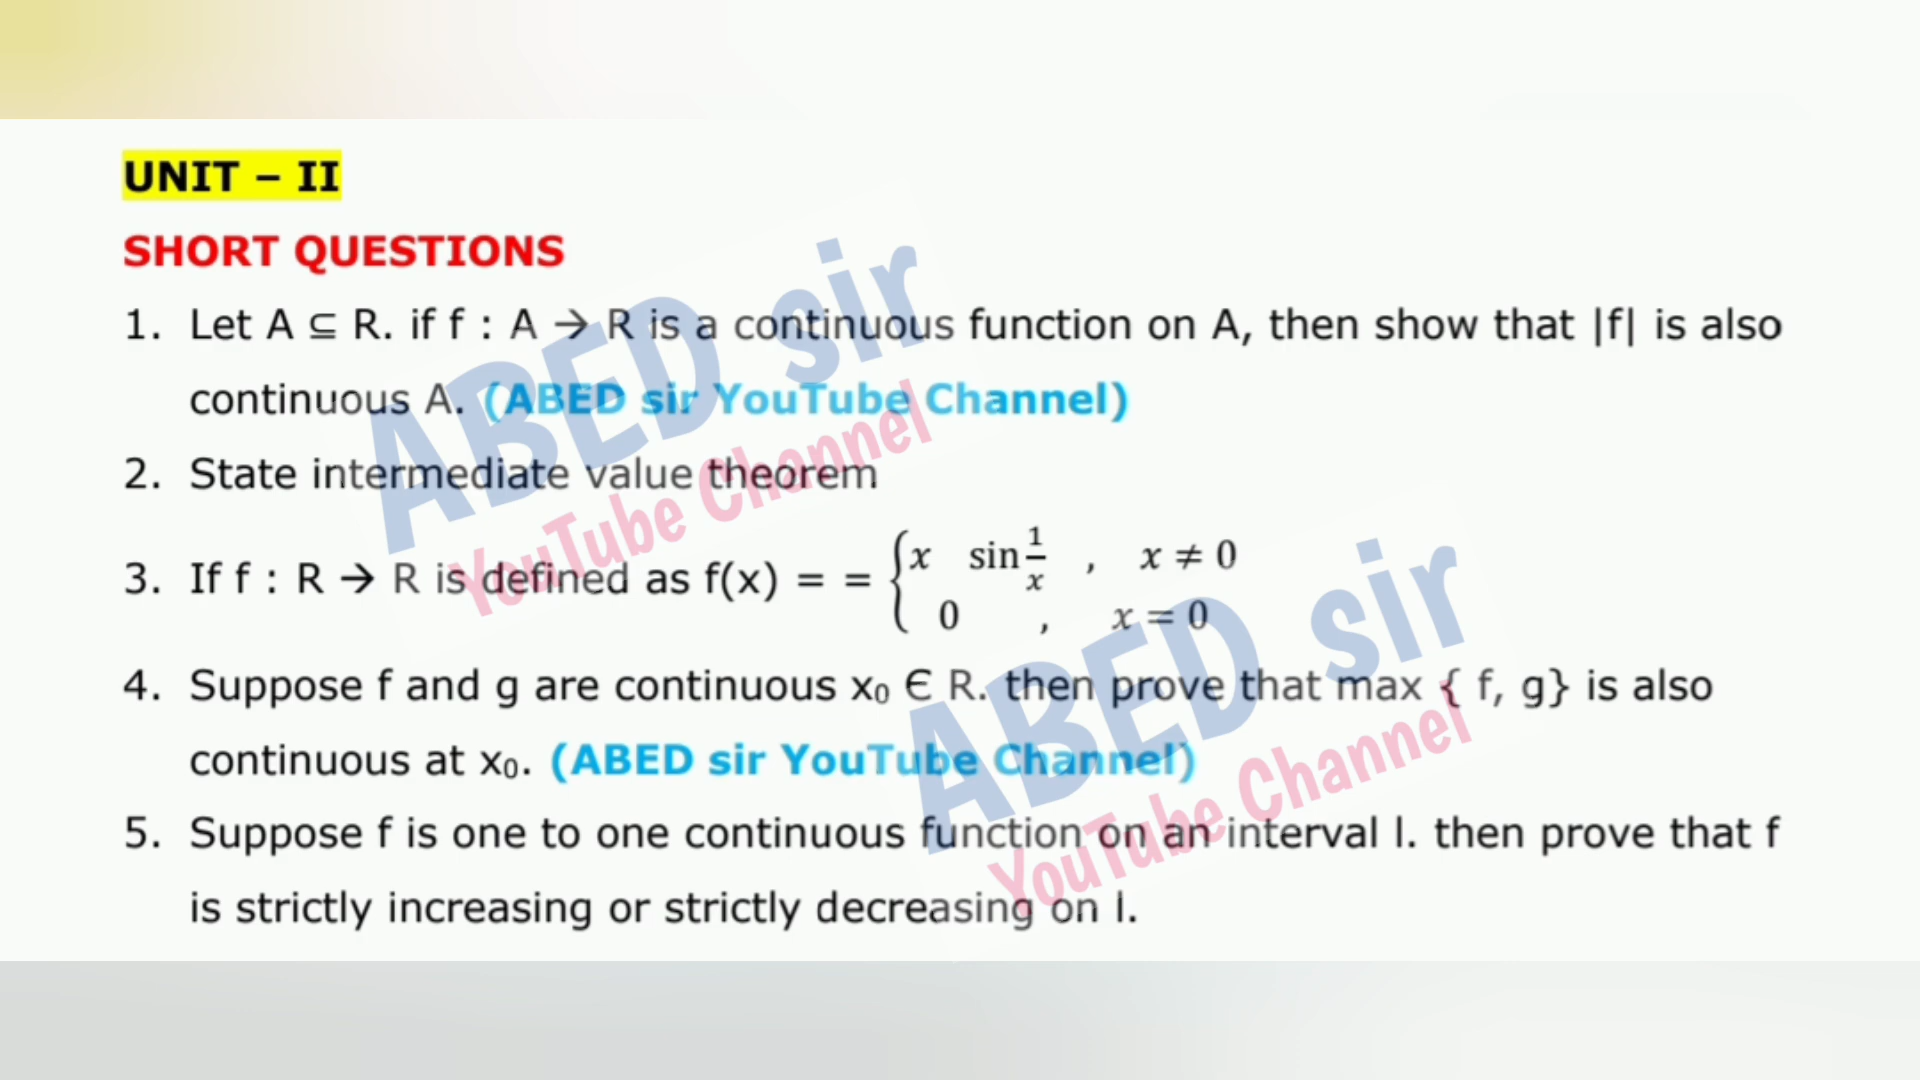 UNIT – II
SHORT QUESTIONS
1. Let A ⊆ R. if f : A → R is a continuous function on A, then show that |f| is also
continuous A. (ABED sir YouTube Channel)
2. State intermediate value theorem
3. If f : R → R is defined as f(x) = = { x sin 1/x , x ≠ 0
0 , x = 0
4. Suppose f and g are continuous x₀ Є R. then prove that max { f, g} is also
continuous at x₀. (ABED sir YouTube Channel)
5. Suppose f is one to one continuous function on an interval I. then prove that f
is strictly increasing or strictly decreasing on I.
ABED sir
YouTube Channel
ABED sir
YouTube Channel